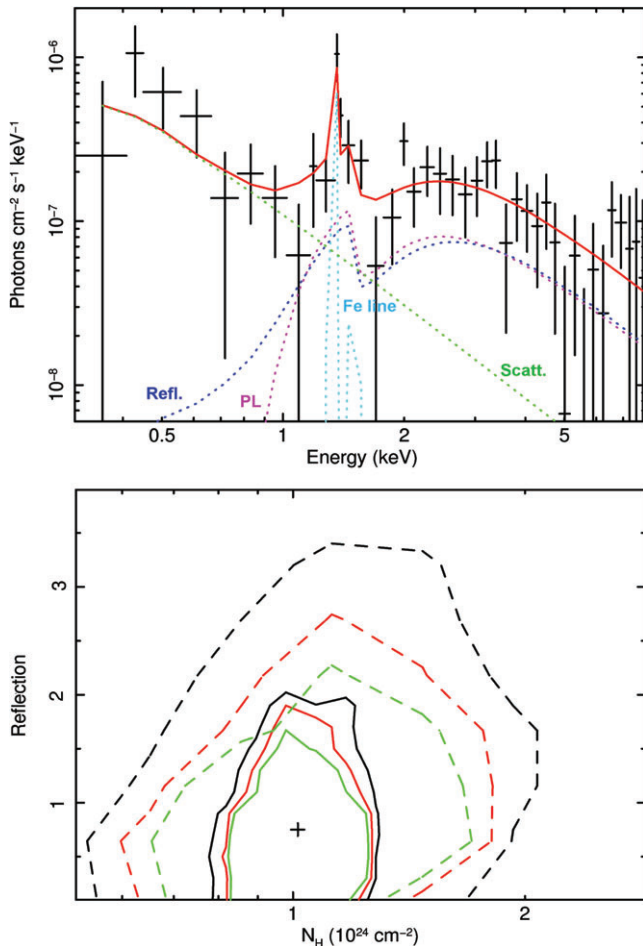 10⁻⁶
10⁻⁷
10⁻⁸
Photons cm⁻² s⁻¹ keV⁻¹
Fe line
Refl.
PL
Scatt.
0.5 1 2 5
Energy (keV)
3
2
1
Reflection
1 2
N_H (10²⁴ cm⁻²)